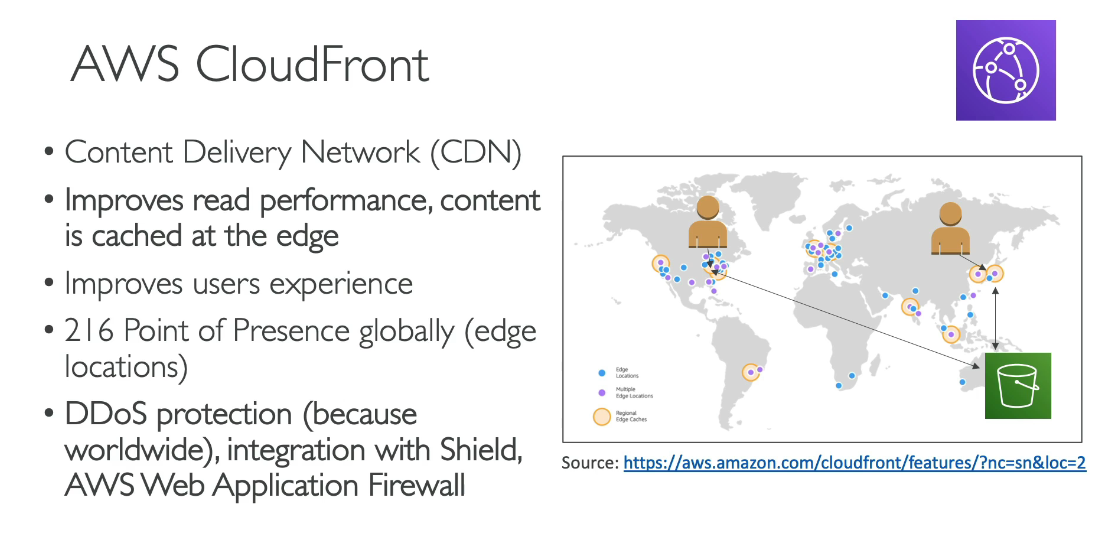 AWS CloudFront
• Content Delivery Network (CDN)
• Improves read performance, content
is cached at the edge
• Improves users experience
• 216 Point of Presence globally (edge
locations)
• DDoS protection (because
worldwide), integration with Shield,
AWS Web Application Firewall
Edge
Locations
Multiple
Edge Locations
Regional
Edge Caches
Source: https://aws.amazon.com/cloudfront/features/?nc=sn&loc=2